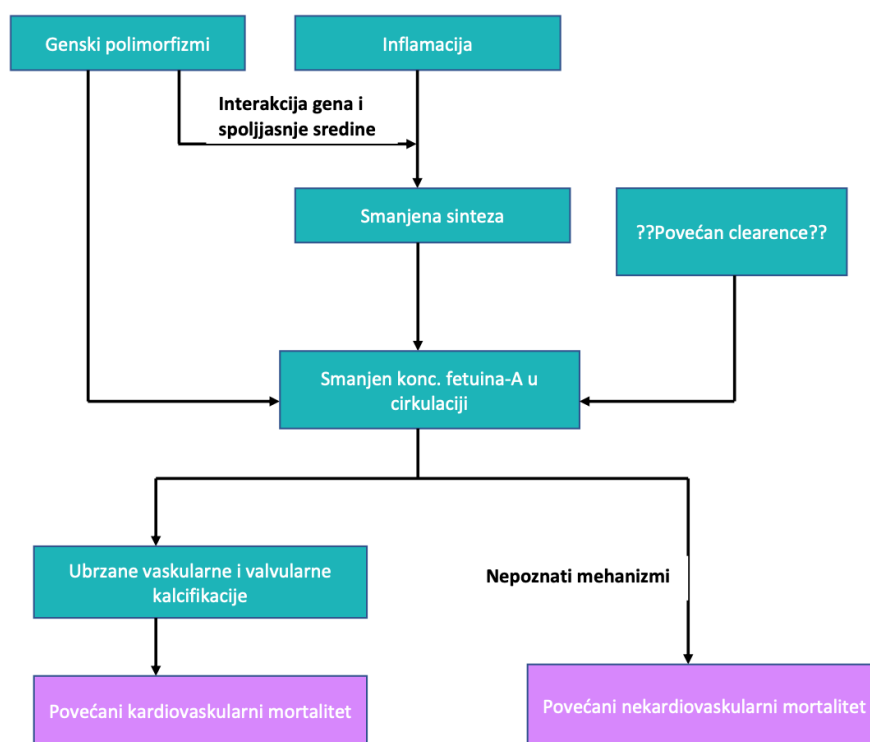 Genski polimorfizmi
Inflamacija
Interakcija gena i
spoljjasnje sredine
Smanjena sinteza
??Povećan clearence??
Smanjen konc. fetuina-A u
cirkulaciji
Ubrzane vaskularne i valvularne
kalcifikacije
Nepoznati mehanizmi
Povećani kardiovaskularni mortalitet
Povećani nekardiovaskularni mortalitet